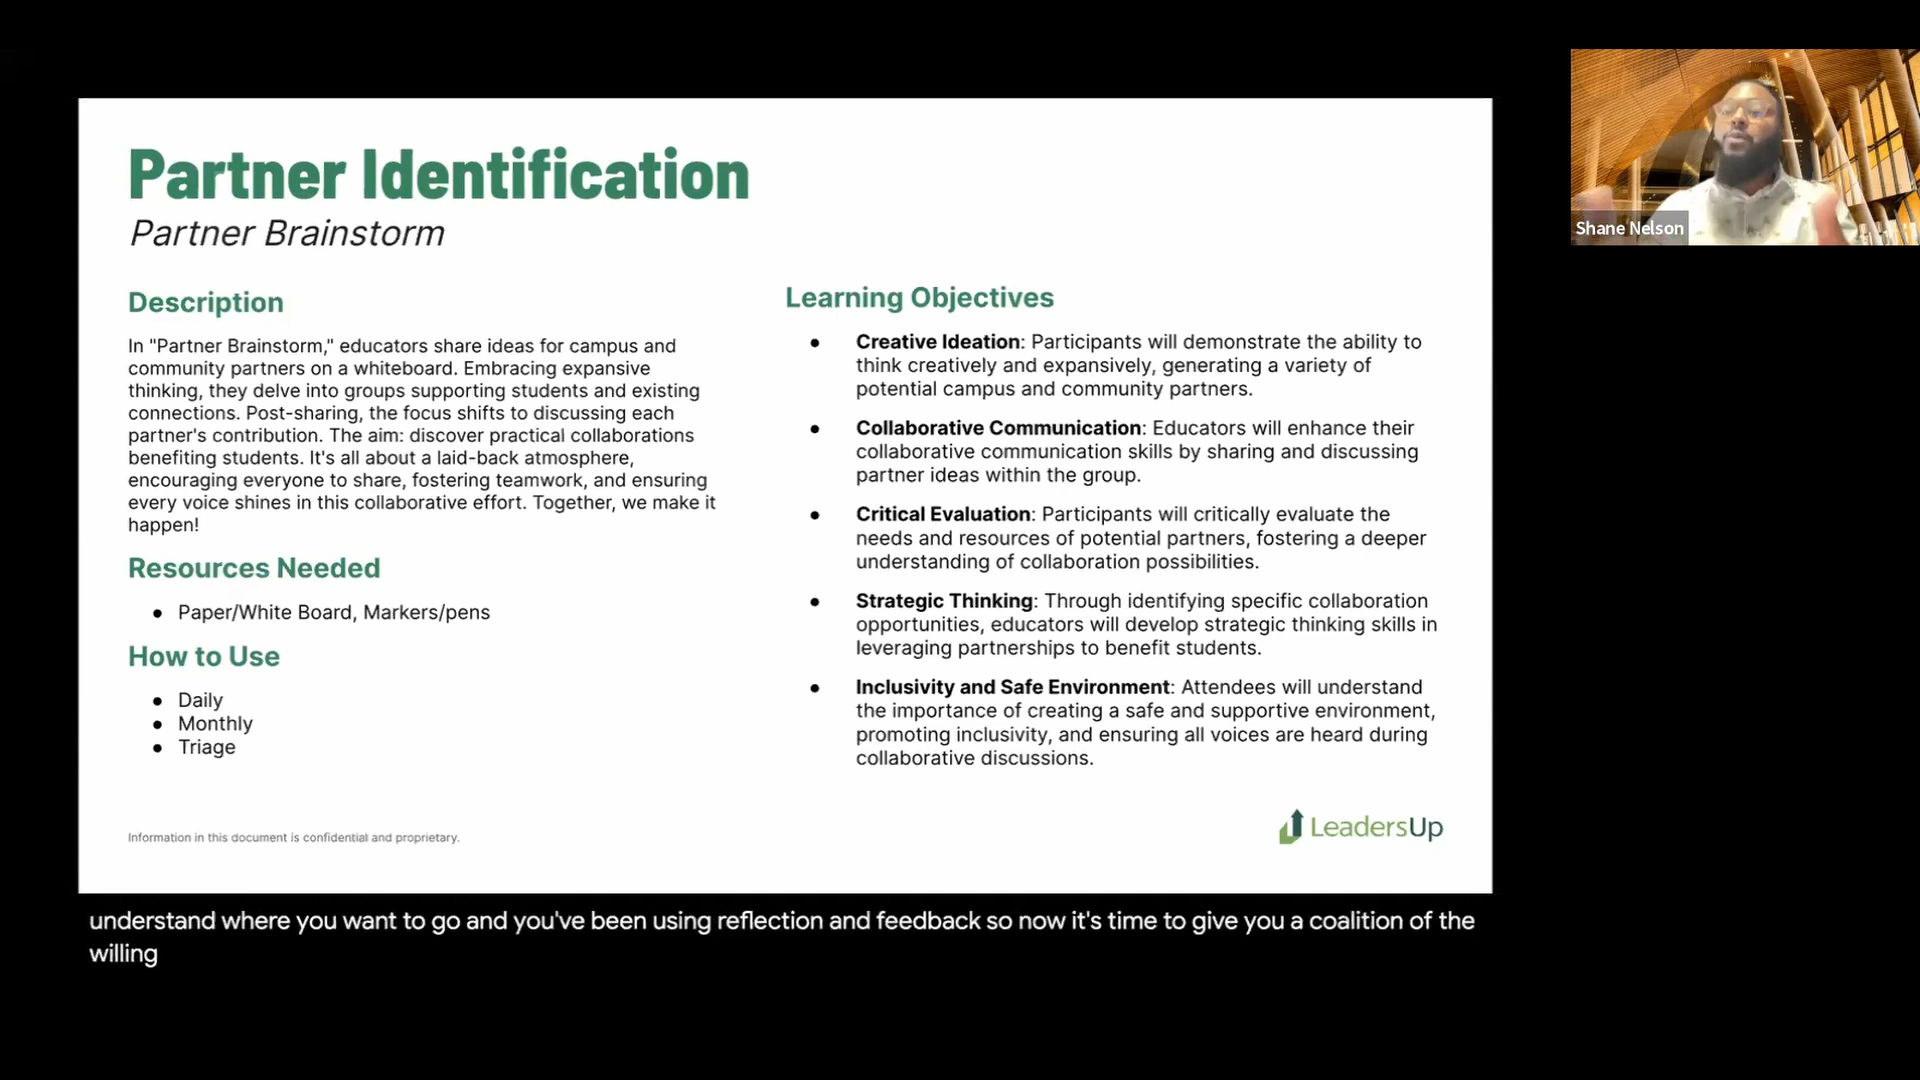 Partner Identification
Partner Brainstorm
Description
In "Partner Brainstorm," educators share ideas for campus and
community partners on a whiteboard. Embracing expansive
thinking, they delve into groups supporting students and existing
connections. Post-sharing, the focus shifts to discussing each
partner's contribution. The aim: discover practical collaborations
benefiting students. It's all about a laid-back atmosphere,
encouraging everyone to share, fostering teamwork, and ensuring
every voice shines in this collaborative effort. Together, we make it
happen!
Resources Needed
● Paper/White Board, Markers/pens
How to Use
● Daily
● Monthly
● Triage
Learning Objectives
● Creative Ideation: Participants will demonstrate the ability to
think creatively and expansively, generating a variety of
potential campus and community partners.
● Collaborative Communication: Educators will enhance their
collaborative communication skills by sharing and discussing
partner ideas within the group.
● Critical Evaluation: Participants will critically evaluate the
needs and resources of potential partners, fostering a deeper
understanding of collaboration possibilities.
● Strategic Thinking: Through identifying specific collaboration
opportunities, educators will develop strategic thinking skills in
leveraging partnerships to benefit students.
● Inclusivity and Safe Environment: Attendees will understand
the importance of creating a safe and supportive environment,
promoting inclusivity, and ensuring all voices are heard during
collaborative discussions.
Information in this document is confidential and proprietary.
LeadersUp
Shane Nelson
understand where you want to go and you've been using reflection and feedback so now it's time to give you a coalition of the
willing